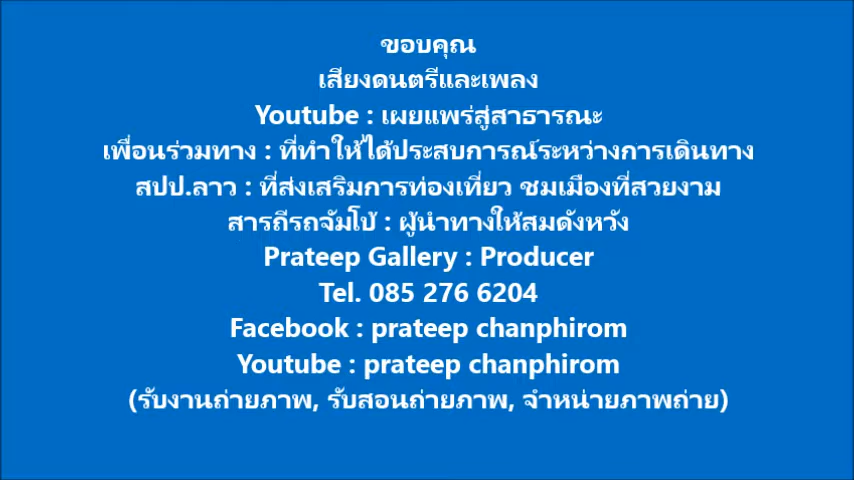 ขอบคุณ
เสียงดนตรีและเพลง
Youtube : เผยแพร่สู่สาธารณะ
เพื่อนร่วมทาง : ที่ทำให้ได้ประสบการณ์ระหว่างการเดินทาง
สปป.ลาว : ที่ส่งเสริมการท่องเที่ยว ชมเมืองที่สวยงาม
สารถีรถจัมโบ้ : ผู้นำทางให้สมดังหวัง
Prateep Gallery : Producer
Tel. 085 276 6204
Facebook : prateep chanphirom
Youtube : prateep chanphirom
(รับงานถ่ายภาพ, รับสอนถ่ายภาพ, จำหน่ายภาพถ่าย)